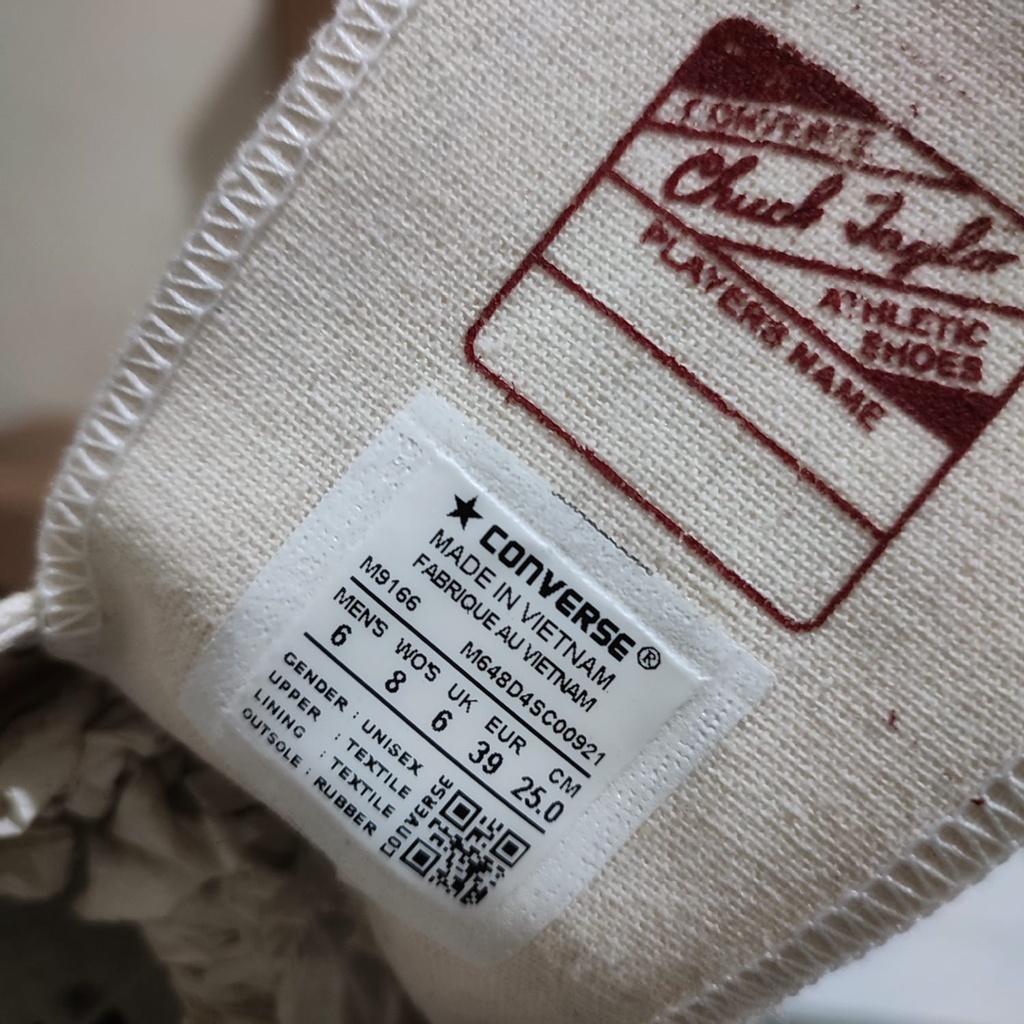 CONVERSE
Chuck Taylor
ATHLETIC
SHOES
PLAYERS NAME
★ CONVERSE®
MADE IN VIETNAM.
FABRIQUE AU VIETNAM
M9166 M648D4SC00921
MEN'S WO'S UK EUR CM
6 8 6 39 25.0
GENDER : UNISEX
UPPER : TEXTILE
LINING : TEXTILE
OUTSOLE : RUBBER
CONVERSE